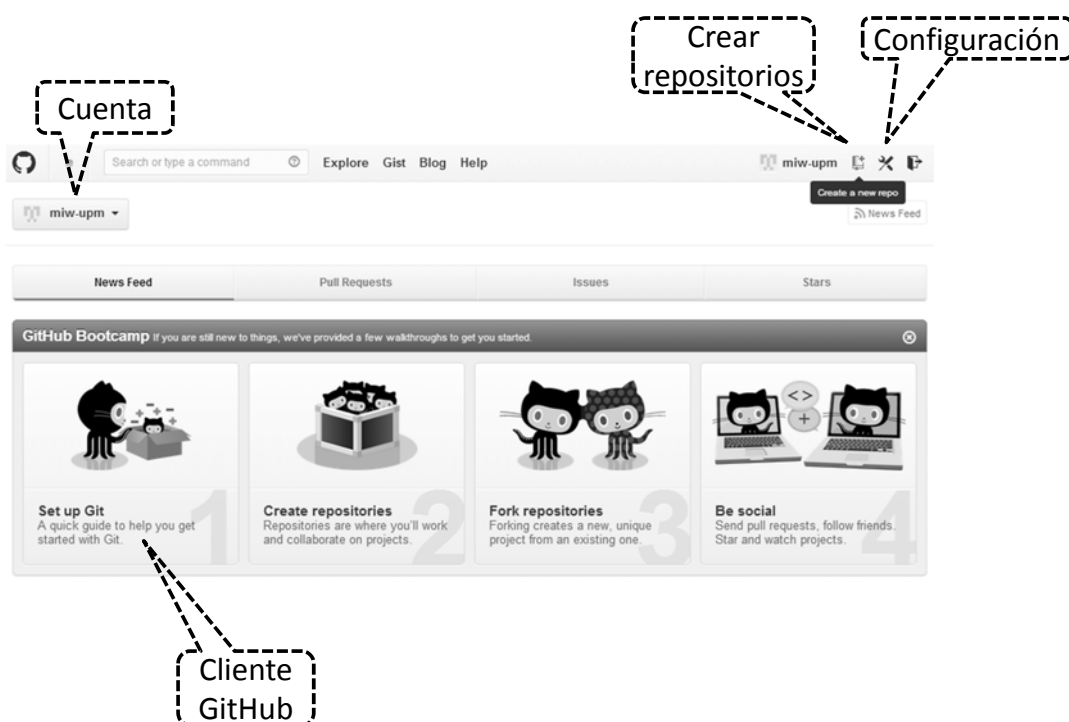 Crear
repositorios
Configuración
Cuenta
Search or type a command
Explore Gist Blog Help
miw-upm
Create a new repo
miw-upm
News Feed
News Feed
Pull Requests
Issues
Stars
GitHub Bootcamp If you are still new to things, we've provided a few walkthroughs to get you started.
1
Set up Git
A quick guide to help you get
started with Git.
2
Create repositories
Repositories are where you'll work
and collaborate on projects.
3
Fork repositories
Forking creates a new, unique
project from an existing one.
4
Be social
Send pull requests, follow friends.
Star and watch projects.
Cliente
GitHub